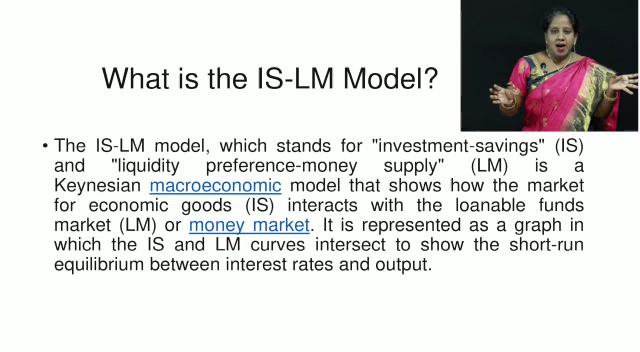 What is the IS-LM Model?
• The IS-LM model, which stands for "investment-savings" (IS)
and "liquidity preference-money supply" (LM) is a
Keynesian macroeconomic model that shows how the market
for economic goods (IS) interacts with the loanable funds
market (LM) or money market. It is represented as a graph in
which the IS and LM curves intersect to show the short-run
equilibrium between interest rates and output.